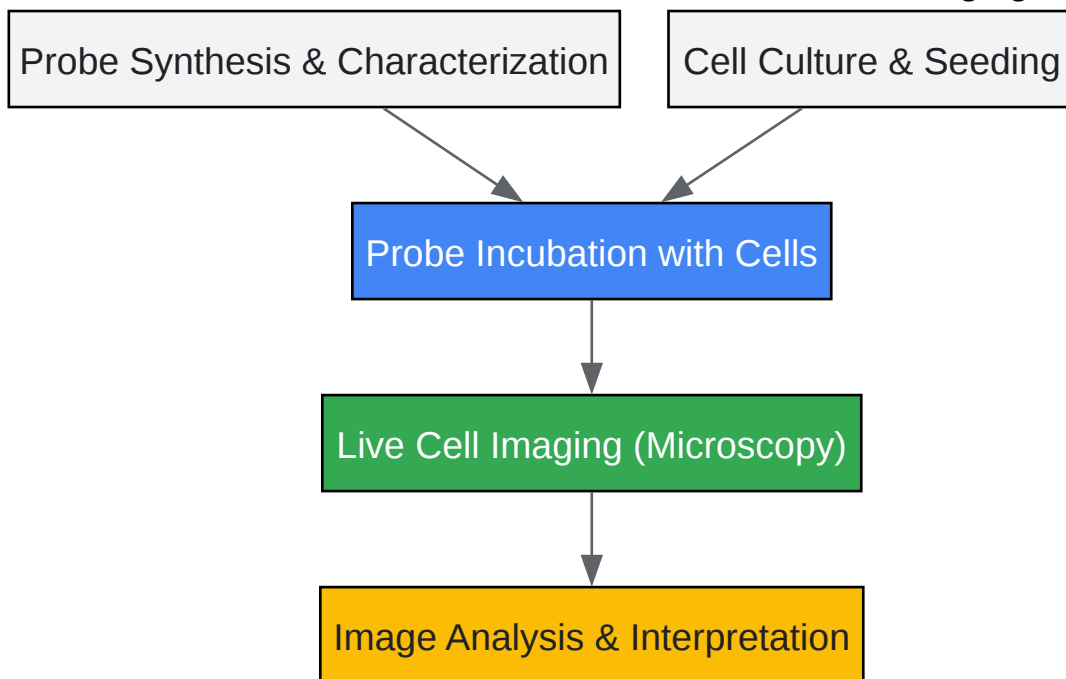 Probe Synthesis & Characterization
Cell Culture & Seeding
Probe Incubation with Cells
Live Cell Imaging (Microscopy)
Image Analysis & Interpretation